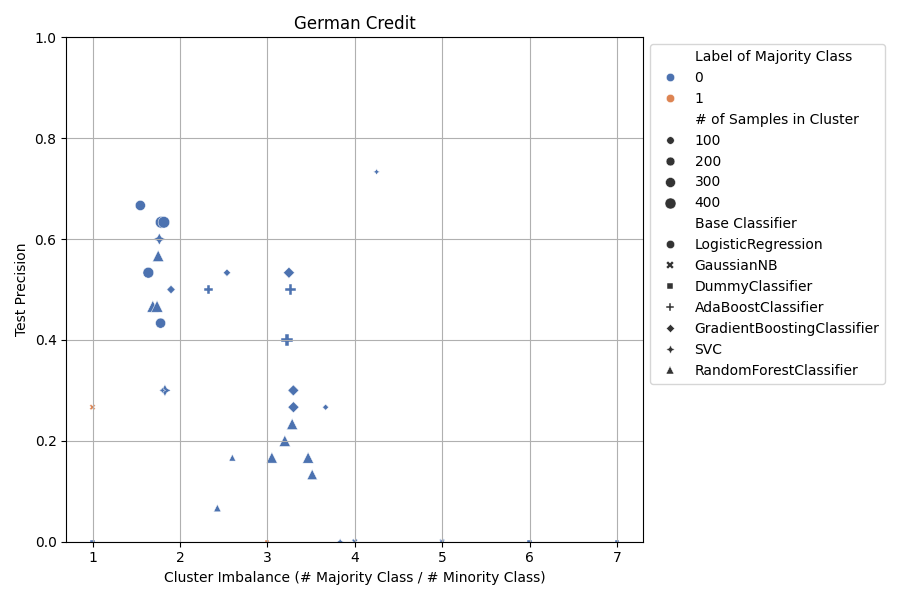 German Credit
1.0
0.8
0.6
0.4
0.2
0.0
Test Precision
1
2
3
4
5
6
7
Cluster Imbalance (# Majority Class / # Minority Class)
Label of Majority Class
0
1
# of Samples in Cluster
100
200
300
400
Base Classifier
LogisticRegression
GaussianNB
DummyClassifier
AdaBoostClassifier
GradientBoostingClassifier
SVC
RandomForestClassifier